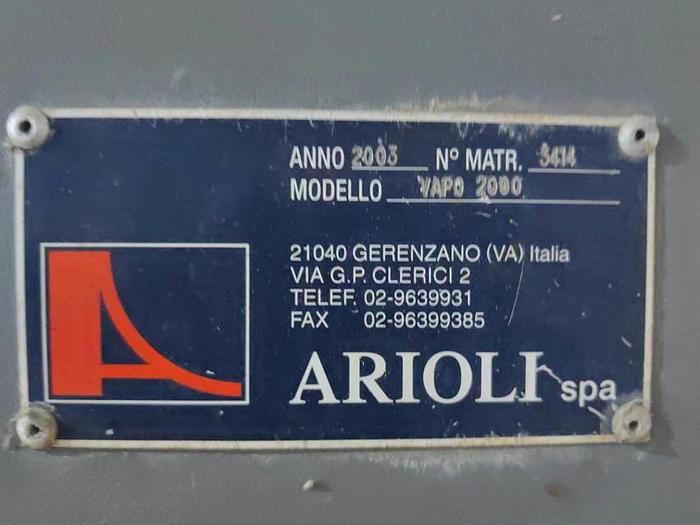 ANNO 2003 Nº MATR. 3414
MODELLO VAPO 2000
21040 GERENZANO (VA) Italia
VIA G.P. CLERICI 2
TELEF. 02-9639931
FAX 02-96399385
ARIOLI spa